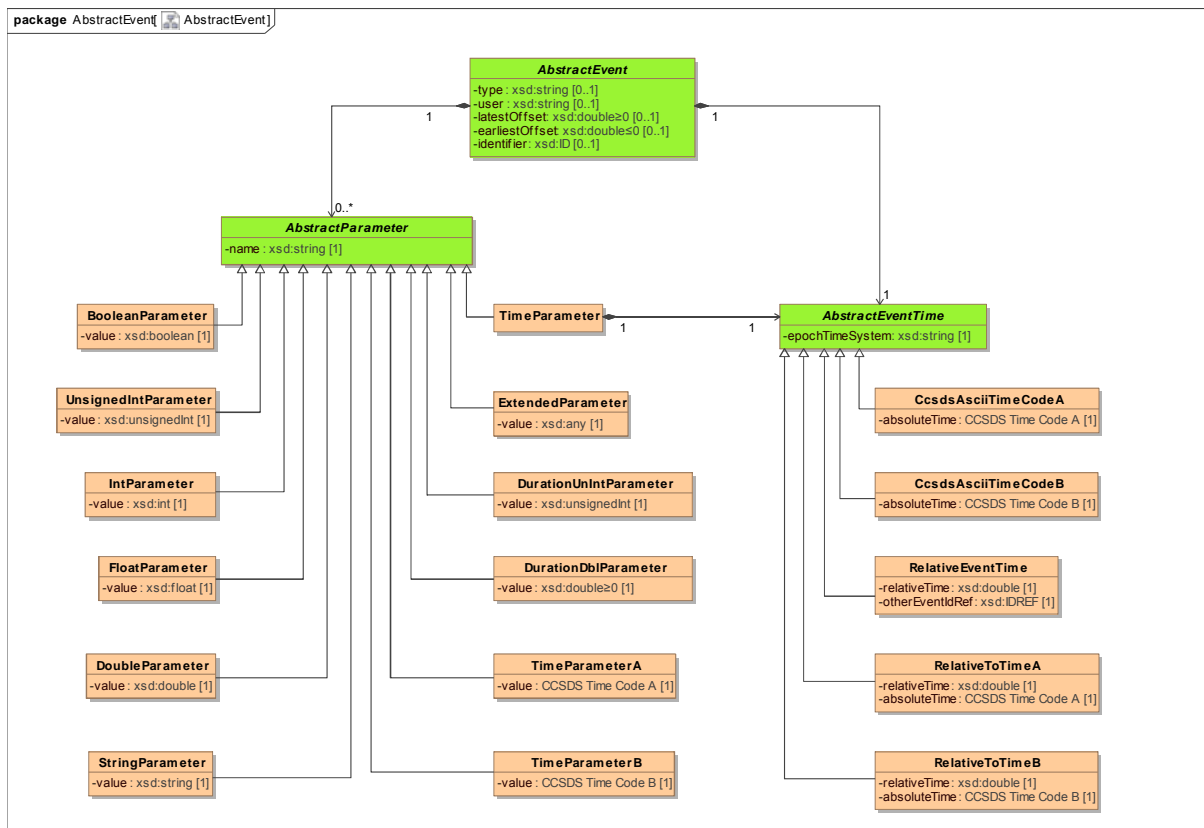 package AbstractEvent[ AbstractEvent]
AbstractEvent
-type : xsd:string [0..1]
-user : xsd:string [0..1]
-latestOffset: xsd:double≥0 [0..1]
-earliestOffset: xsd:double≤0 [0..1]
-identifier: xsd:ID [0..1]
1
1
0..*
1
AbstractParameter
-name : xsd:string [1]
BooleanParameter
-value : xsd:boolean [1]
TimeParameter
1
1
AbstractEventTime
-epochTimeSystem: xsd:string [1]
UnsignedIntParameter
-value : xsd:unsignedInt [1]
ExtendedParameter
-value : xsd:any [1]
CcsdsAsciiTimeCodeA
-absoluteTime : CCSDS Time Code A [1]
IntParameter
-value : xsd:int [1]
DurationUnIntParameter
-value : xsd:unsignedInt [1]
CcsdsAsciiTimeCodeB
-absoluteTime : CCSDS Time Code B [1]
FloatParameter
-value : xsd:float [1]
DurationDblParameter
-value : xsd:double≥0 [1]
RelativeEventTime
-relativeTime : xsd:double [1]
-otherEventIdRef : xs:IDREF [1]
DoubleParameter
-value : xsd:double [1]
TimeParameterA
-value : CCSDS Time Code A [1]
RelativeToTimeA
-relativeTime : xsd:double [1]
-absoluteTime : CCSDS Time Code A [1]
StringParameter
-value : xsd:string [1]
TimeParameterB
-value : CCSDS Time Code B [1]
RelativeToTimeB
-relativeTime : xsd:double [1]
-absoluteTime : CCSDS Time Code B [1]